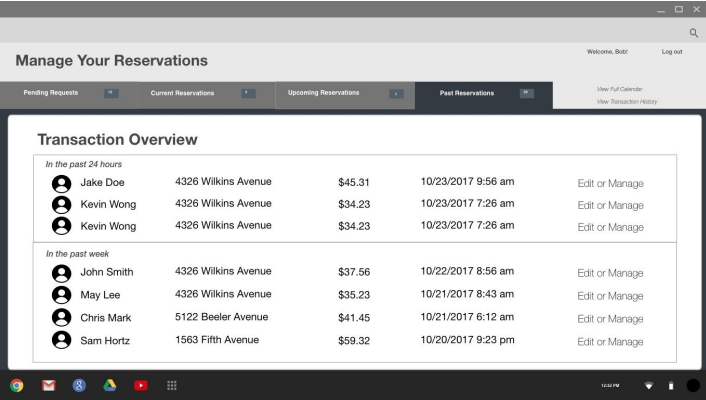 Welcome, Bob! Log out
Manage Your Reservations
Pending Requests Current Reservations Upcoming Reservations Past Reservations
View Full Calendar
View Transaction History
Transaction Overview
In the past 24 hours
Jake Doe 4326 Wilkins Avenue $45.31 10/23/2017 9:56 am Edit or Manage
Kevin Wong 4326 Wilkins Avenue $34.23 10/23/2017 7:26 am Edit or Manage
Kevin Wong 4326 Wilkins Avenue $34.23 10/23/2017 7:26 am Edit or Manage
In the past week
John Smith 4326 Wilkins Avenue $37.56 10/22/2017 8:56 am Edit or Manage
May Lee 4326 Wilkins Avenue $35.23 10/21/2017 8:43 am Edit or Manage
Chris Mark 5122 Beeler Avenue $41.45 10/21/2017 6:12 am Edit or Manage
Sam Hortz 1563 Fifth Avenue $59.32 10/20/2017 9:23 pm Edit or Manage
12:22 PM